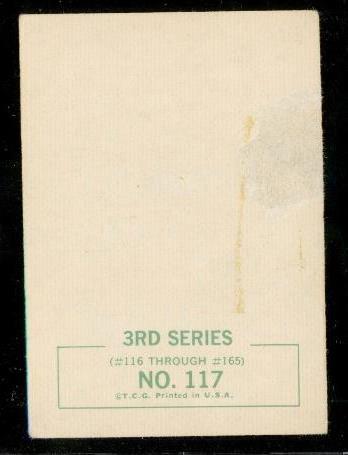 3RD SERIES
(#116 THROUGH #165)
NO. 117
©T.C.G. Printed in U.S.A.